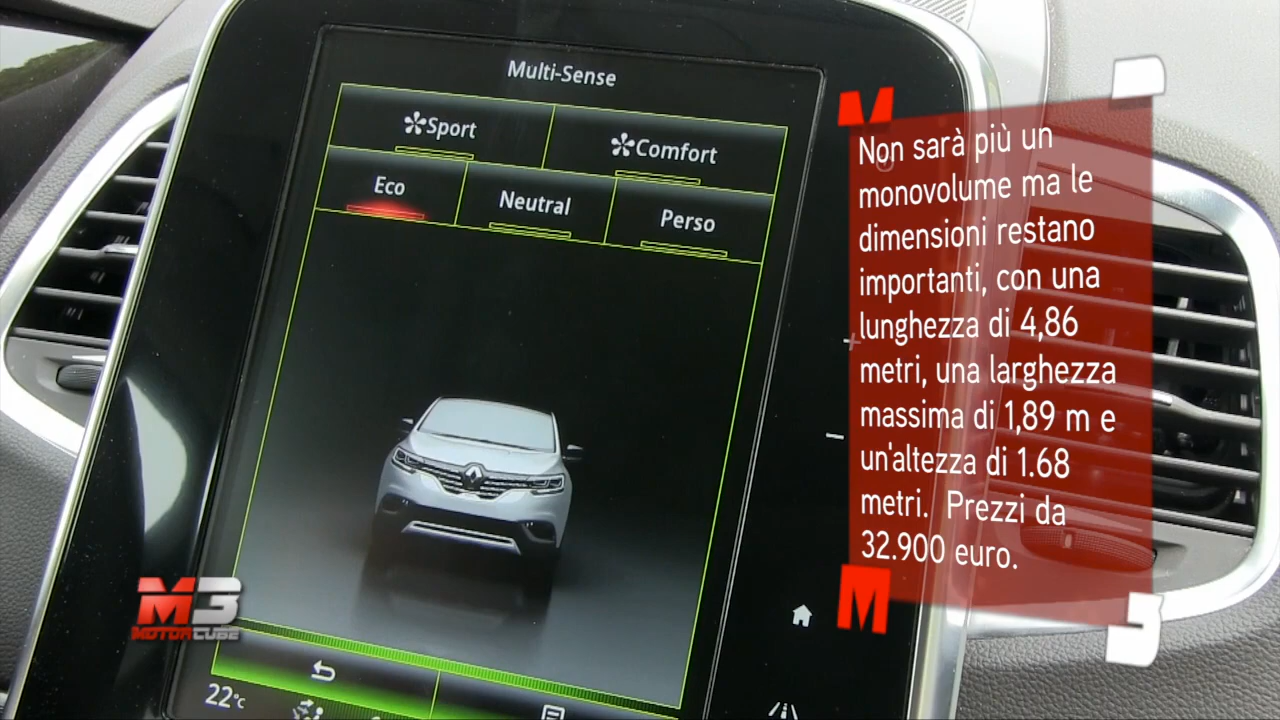 Multi-Sense
Sport
Comfort
Eco
Neutral
Perso
22°C
Non sarà più un
monovolume ma le
dimensioni restano
importanti, con una
lunghezza di 4,86
metri, una larghezza
massima di 1,89 m e
un'altezza di 1.68
metri. Prezzi da
32.900 euro.
M3
MOTORCUBE